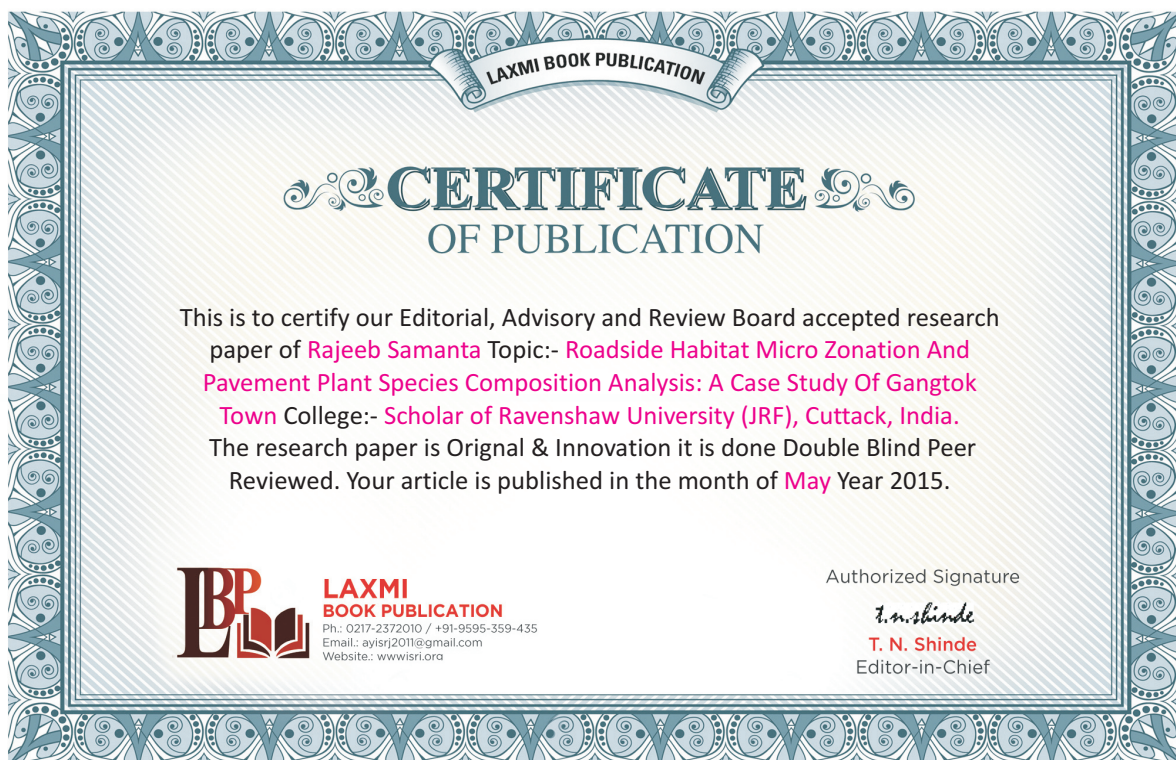 LAXMI BOOK PUBLICATION
CERTIFICATE
OF PUBLICATION
This is to certify our Editorial, Advisory and Review Board accepted research
paper of Rajeeb Samanta Topic:- Roadside Habitat Micro Zonation And
Pavement Plant Species Composition Analysis: A Case Study Of Gangtok
Town College:- Scholar of Ravenshaw University (JRF), Cuttack, India.
The research paper is Orignal & Innovation it is done Double Blind Peer
Reviewed. Your article is published in the month of May Year 2015.
LBP
LAXMI
BOOK PUBLICATION
Ph.: 0217-2372010 / +91-9595-359-435
Email.: ayisrj2011@gmail.com
Website.: wwwisri.org
Authorized Signature
t.n.shinde
T. N. Shinde
Editor-in-Chief